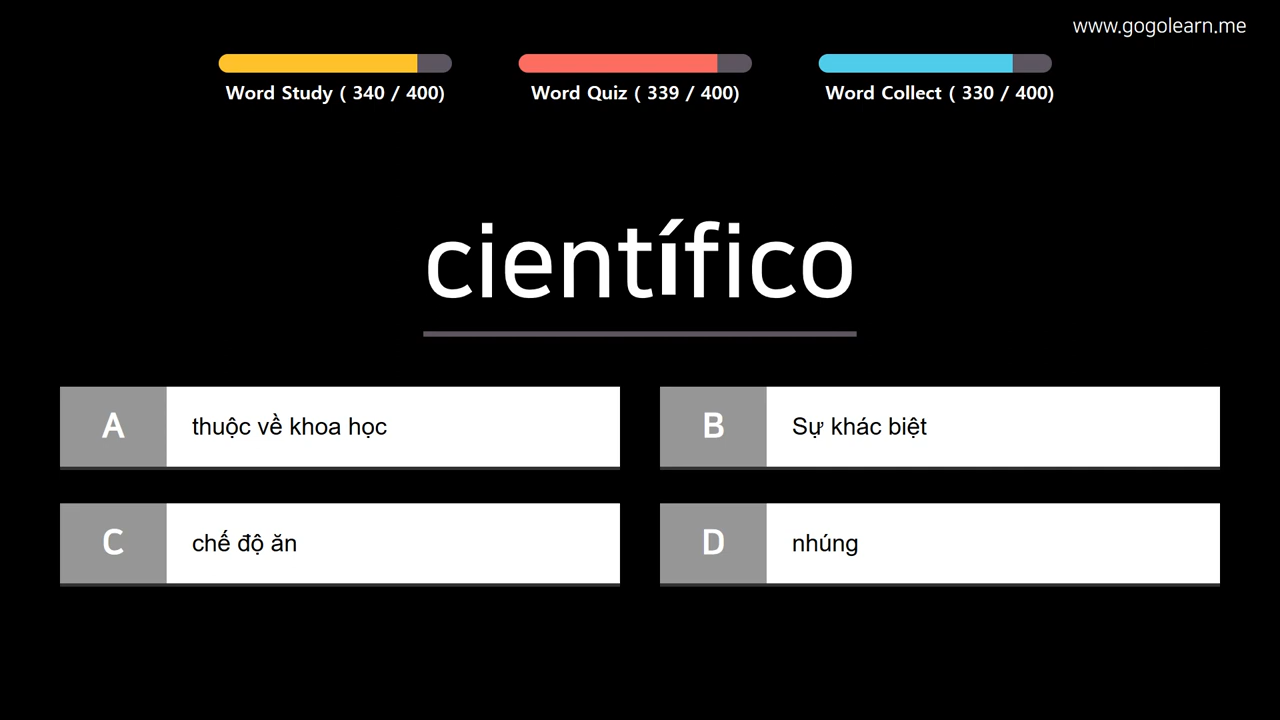 www.gogolearn.me
Word Study ( 340 / 400)
Word Quiz ( 339 / 400)
Word Collect ( 330 / 400)
científico
A
thuộc về khoa học
B
Sự khác biệt
C
chế độ ăn
D
nhúng